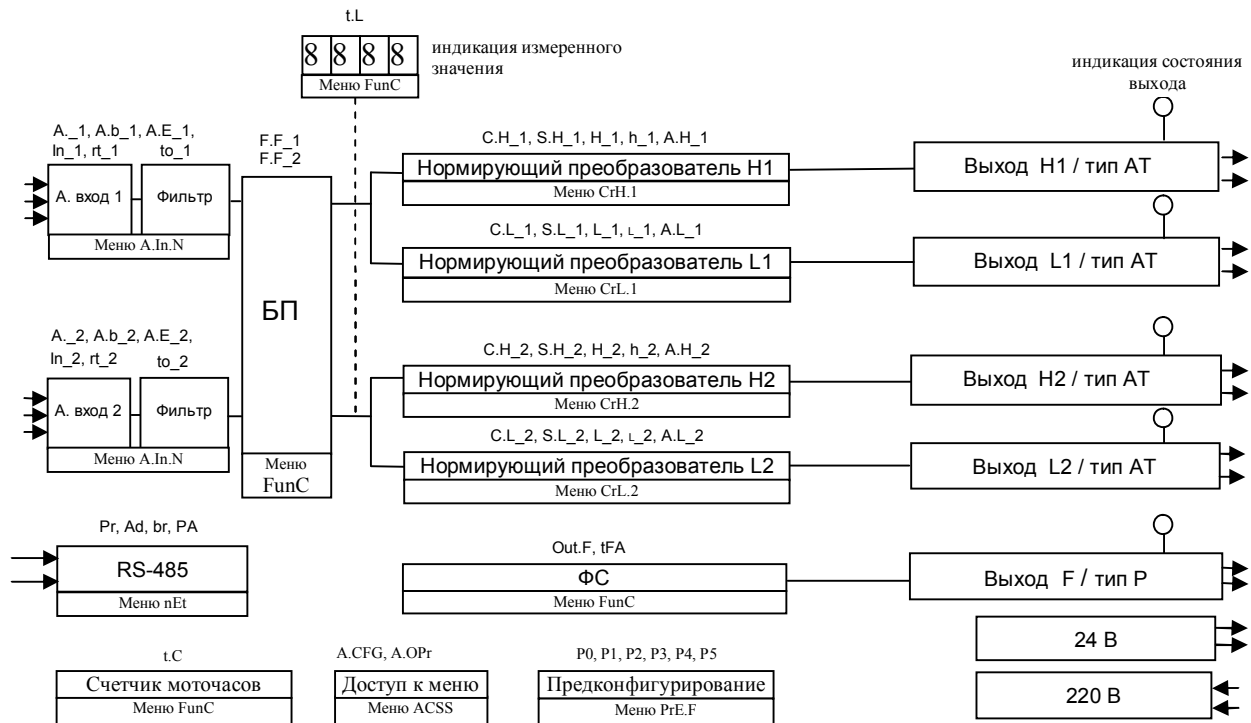 t.L
8 8 8 8
Меню FunC
индикация измеренного
значения
индикация состояния
выхода
A._1, A.b_1, A.E_1,
In_1, rt_1
to_1
А. вход 1
Фильтр
Меню A.In.N
F.F_1
F.F_2
БП
Меню
FunC
C.H_1, S.H_1, H_1, h_1, A.H_1
Нормирующий преобразователь H1
Меню CrH.1
Выход H1 / тип АТ
C.L_1, S.L_1, L_1, ʟ_1, A.L_1
Нормирующий преобразователь L1
Меню CrL.1
Выход L1 / тип АТ
A._2, A.b_2, A.E_2,
In_2, rt_2
to_2
А. вход 2
Фильтр
Меню A.In.N
C.H_2, S.H_2, H_2, h_2, A.H_2
Нормирующий преобразователь H2
Меню CrH.2
Выход H2 / тип АТ
C.L_2, S.L_2, L_2, ʟ_2, A.L_2
Нормирующий преобразователь L2
Меню CrL.2
Выход L2 / тип АТ
Pr, Ad, br, PA
RS-485
Меню nEt
Out.F, tFA
ФС
Меню FunC
Выход F / тип Р
24 В
220 В
t.C
Счетчик моточасов
Меню FunC
A.CFG, A.OPr
Доступ к меню
Меню ACSS
P0, P1, P2, P3, P4, P5
Предконфигурирование
Меню PrE.F